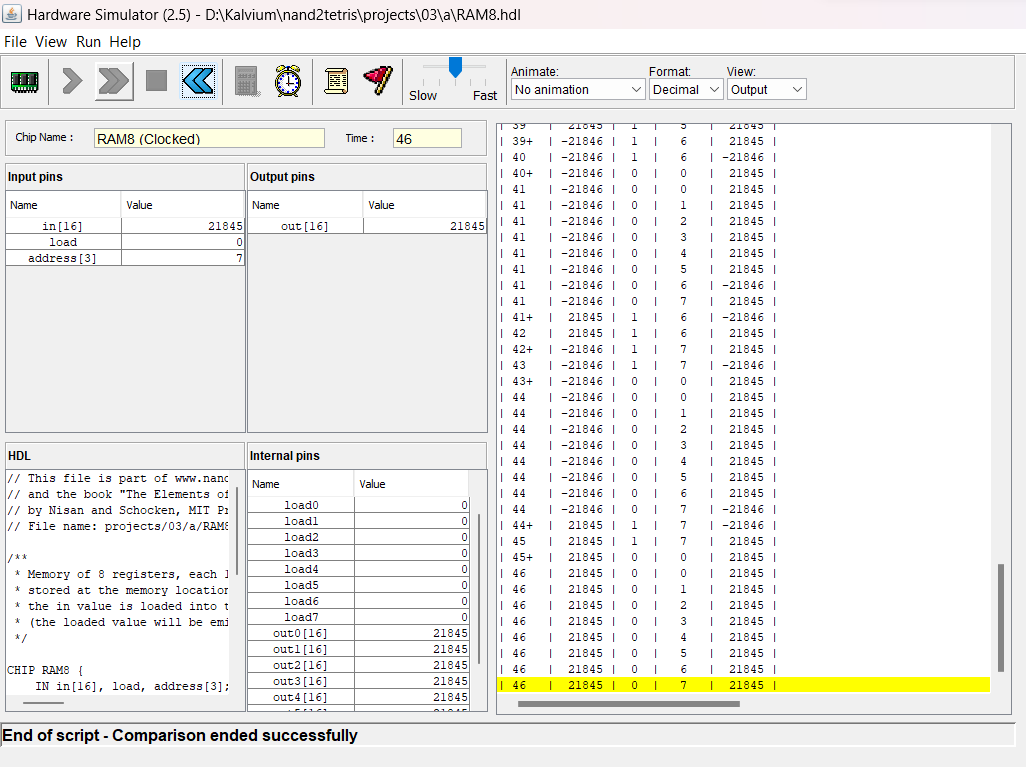 Hardware Simulator (2.5) - D:\Kalvium\nand2tetris\projects\03\a\RAM8.hdl
File View Run Help
Slow Fast
Animate: Format: View:
No animation Decimal Output
Chip Name : RAM8 (Clocked) Time : 46
Input pins
Name Value
in[16] 21845
load 0
address[3] 7
Output pins
Name Value
out[16] 21845
HDL
// This file is part of www.nand
// and the book "The Elements of
// by Nisan and Schocken, MIT Pr
// File name: projects/03/a/RAM8
/**
* Memory of 8 registers, each 1
* stored at the memory location
* the in value is loaded into t
* (the loaded value will be emi
*/
CHIP RAM8 {
IN in[16], load, address[3];
Internal pins
Name Value
load0 0
load1 0
load2 0
load3 0
load4 0
load5 0
load6 0
load7 0
out0[16] 21845
out1[16] 21845
out2[16] 21845
out3[16] 21845
out4[16] 21845
| 39 | 21845 | 1 | 5 | 21845 |
| 39+ | -21846 | 1 | 6 | 21845 |
| 40 | -21846 | 1 | 6 | -21846 |
| 40+ | -21846 | 0 | 0 | 21845 |
| 41 | -21846 | 0 | 0 | 21845 |
| 41 | -21846 | 0 | 1 | 21845 |
| 41 | -21846 | 0 | 2 | 21845 |
| 41 | -21846 | 0 | 3 | 21845 |
| 41 | -21846 | 0 | 4 | 21845 |
| 41 | -21846 | 0 | 5 | 21845 |
| 41 | -21846 | 0 | 6 | -21846 |
| 41 | -21846 | 0 | 7 | 21845 |
| 41+ | 21845 | 1 | 6 | -21846 |
| 42 | 21845 | 1 | 6 | 21845 |
| 42+ | -21846 | 1 | 7 | 21845 |
| 43 | -21846 | 1 | 7 | -21846 |
| 43+ | -21846 | 0 | 0 | 21845 |
| 44 | -21846 | 0 | 0 | 21845 |
| 44 | -21846 | 0 | 1 | 21845 |
| 44 | -21846 | 0 | 2 | 21845 |
| 44 | -21846 | 0 | 3 | 21845 |
| 44 | -21846 | 0 | 4 | 21845 |
| 44 | -21846 | 0 | 5 | 21845 |
| 44 | -21846 | 0 | 6 | 21845 |
| 44 | -21846 | 0 | 7 | -21846 |
| 44+ | 21845 | 1 | 7 | -21846 |
| 45 | 21845 | 1 | 7 | 21845 |
| 45+ | 21845 | 0 | 0 | 21845 |
| 46 | 21845 | 0 | 0 | 21845 |
| 46 | 21845 | 0 | 1 | 21845 |
| 46 | 21845 | 0 | 2 | 21845 |
| 46 | 21845 | 0 | 3 | 21845 |
| 46 | 21845 | 0 | 4 | 21845 |
| 46 | 21845 | 0 | 5 | 21845 |
| 46 | 21845 | 0 | 6 | 21845 |
| 46 | 21845 | 0 | 7 | 21845 |
End of script - Comparison ended successfully